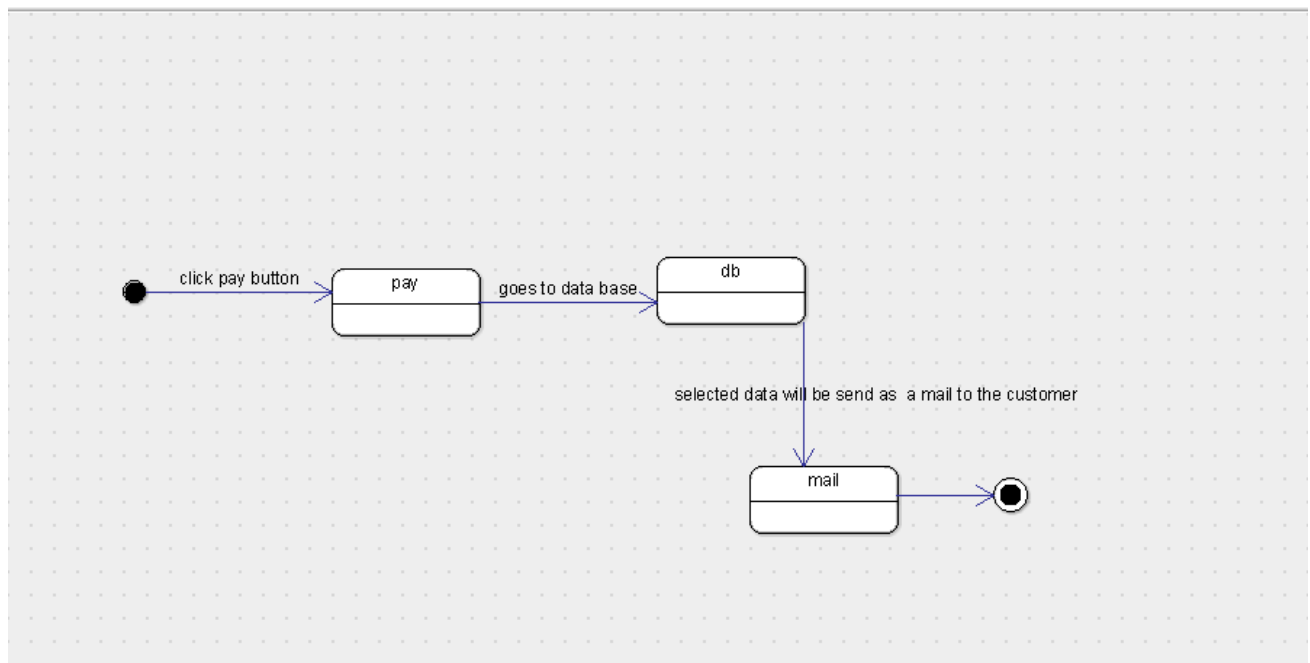 click pay button
pay
goes to data base
db
selected data will be send as  a mail to the customer
mail